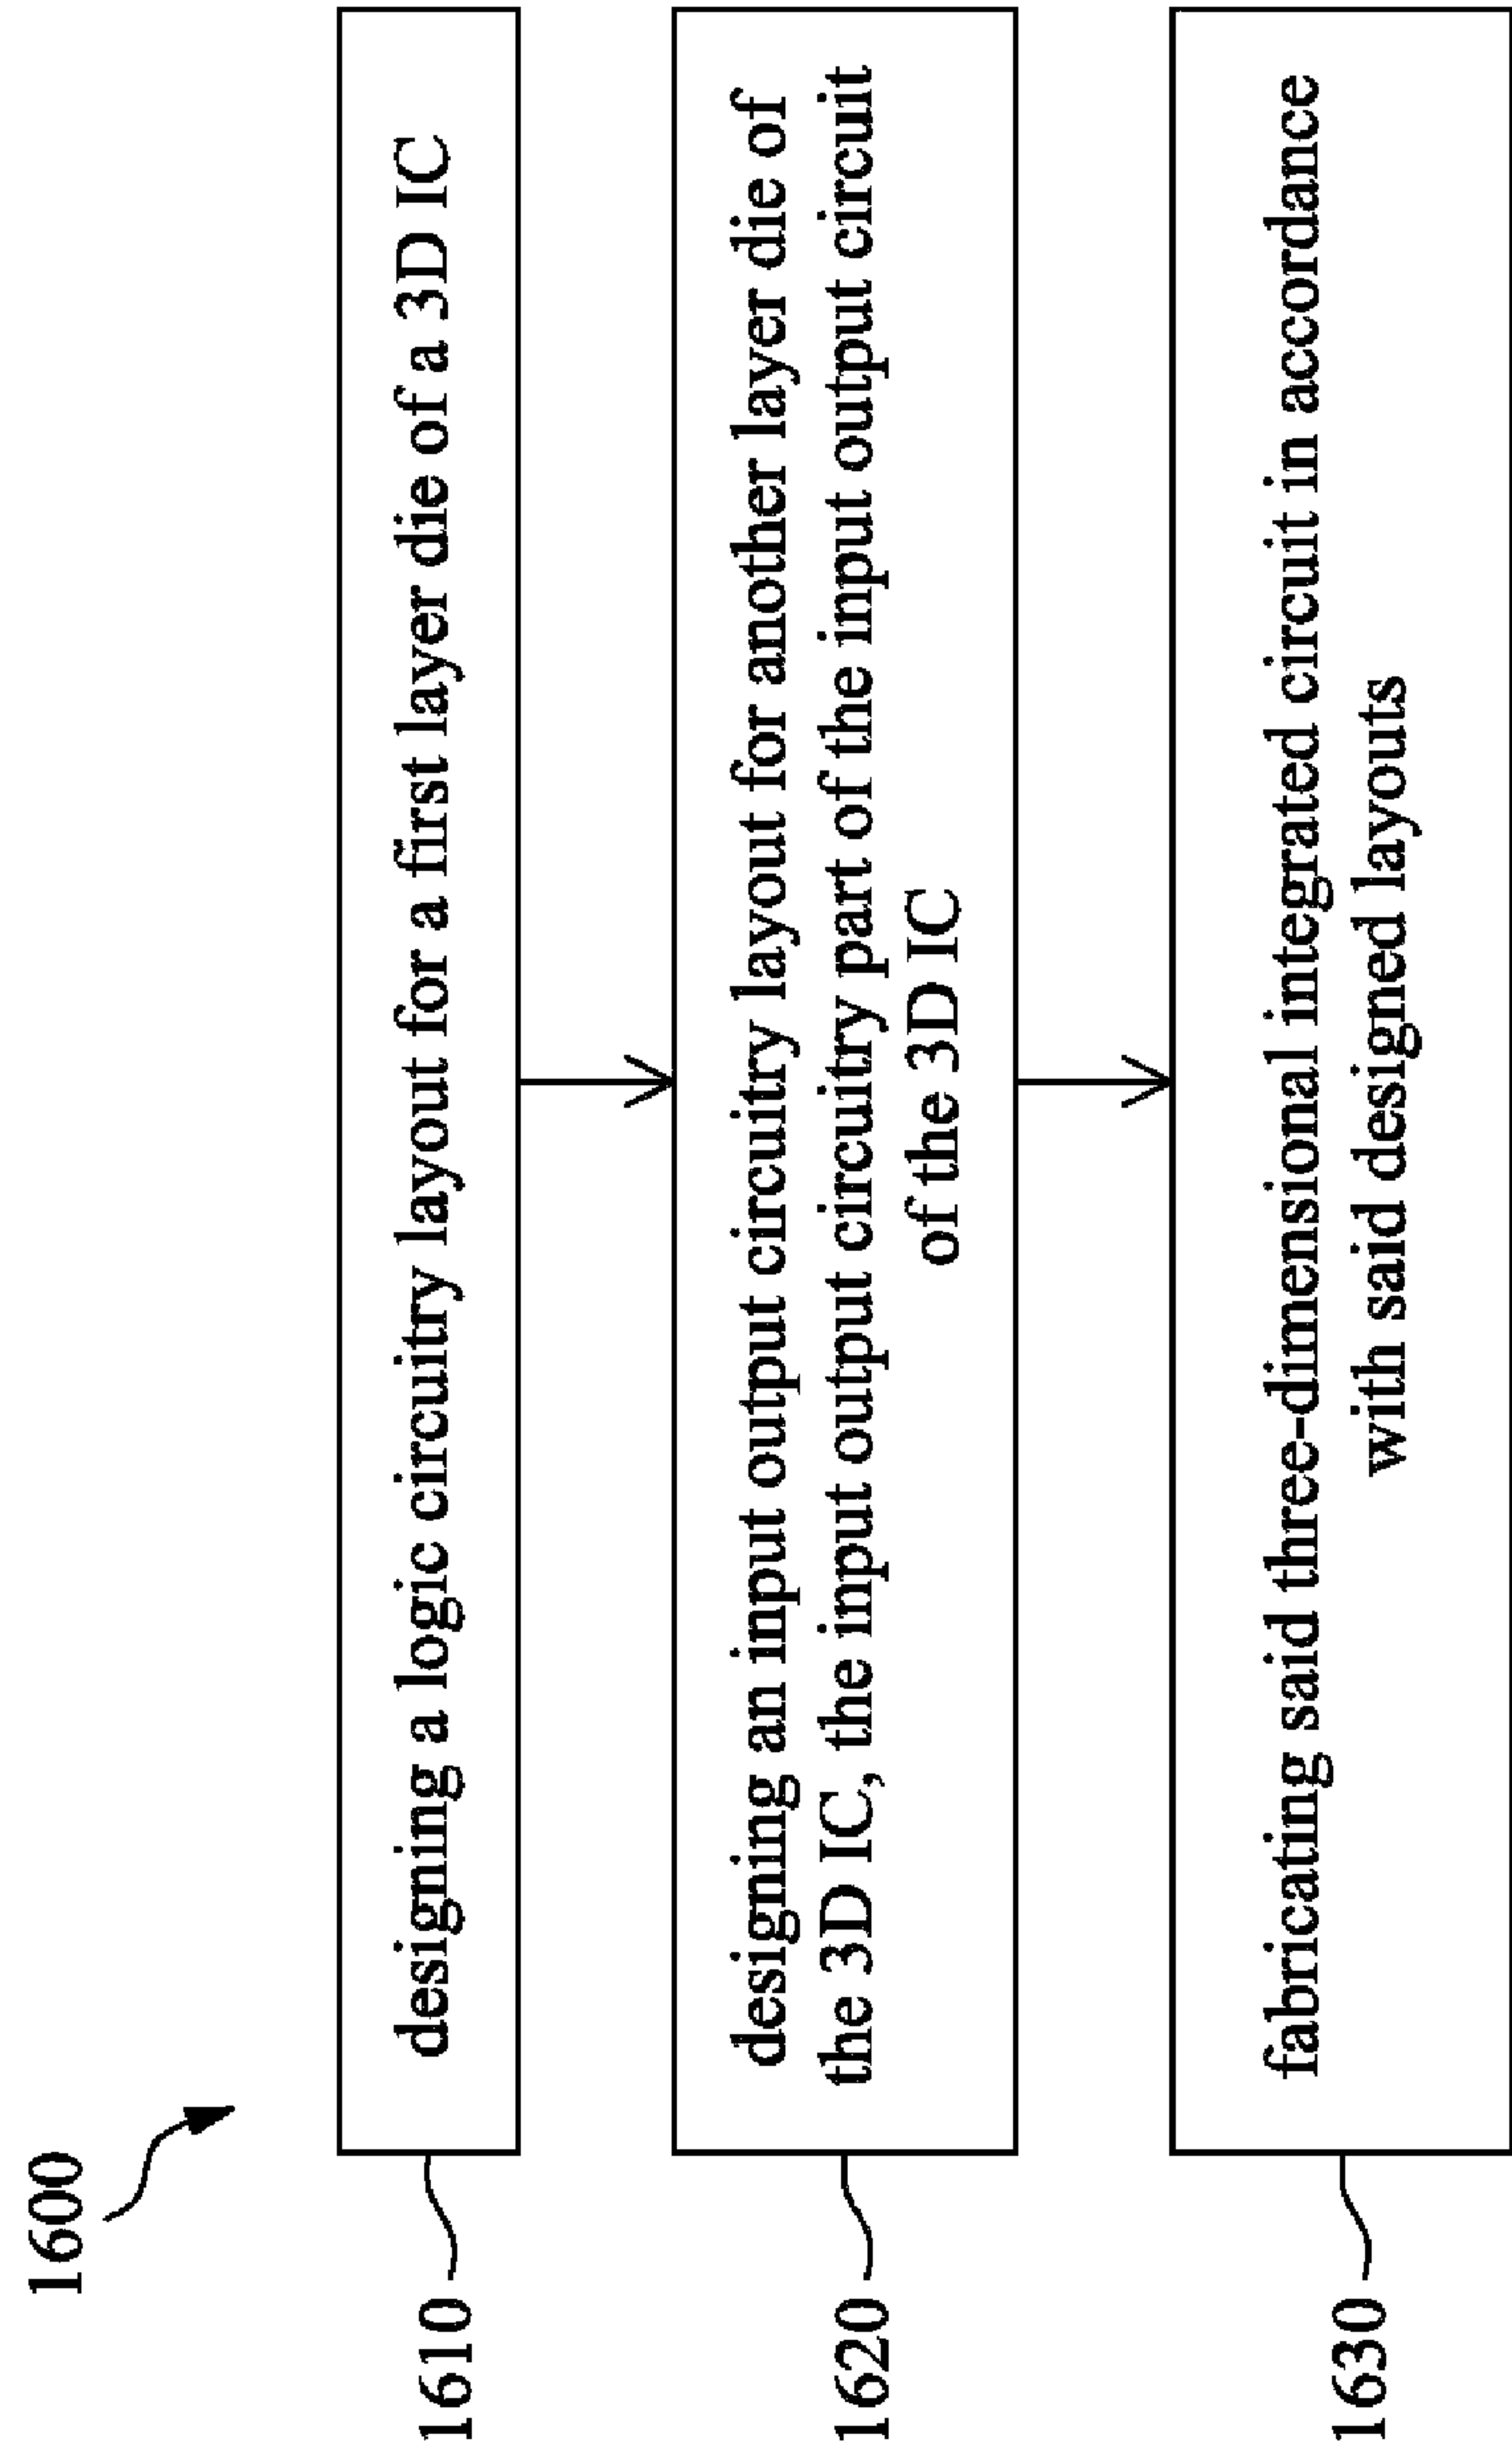 1600
1610
designing a logic circuitry layout for a first layer die of a 3D IC
1620
designing an input output circuitry layout for another layer die of
the 3D IC, the input output circuitry part of the input output circuit
of the 3D IC
1630
fabricating said three-dimensional integrated circuit in accordance
with said designed layouts